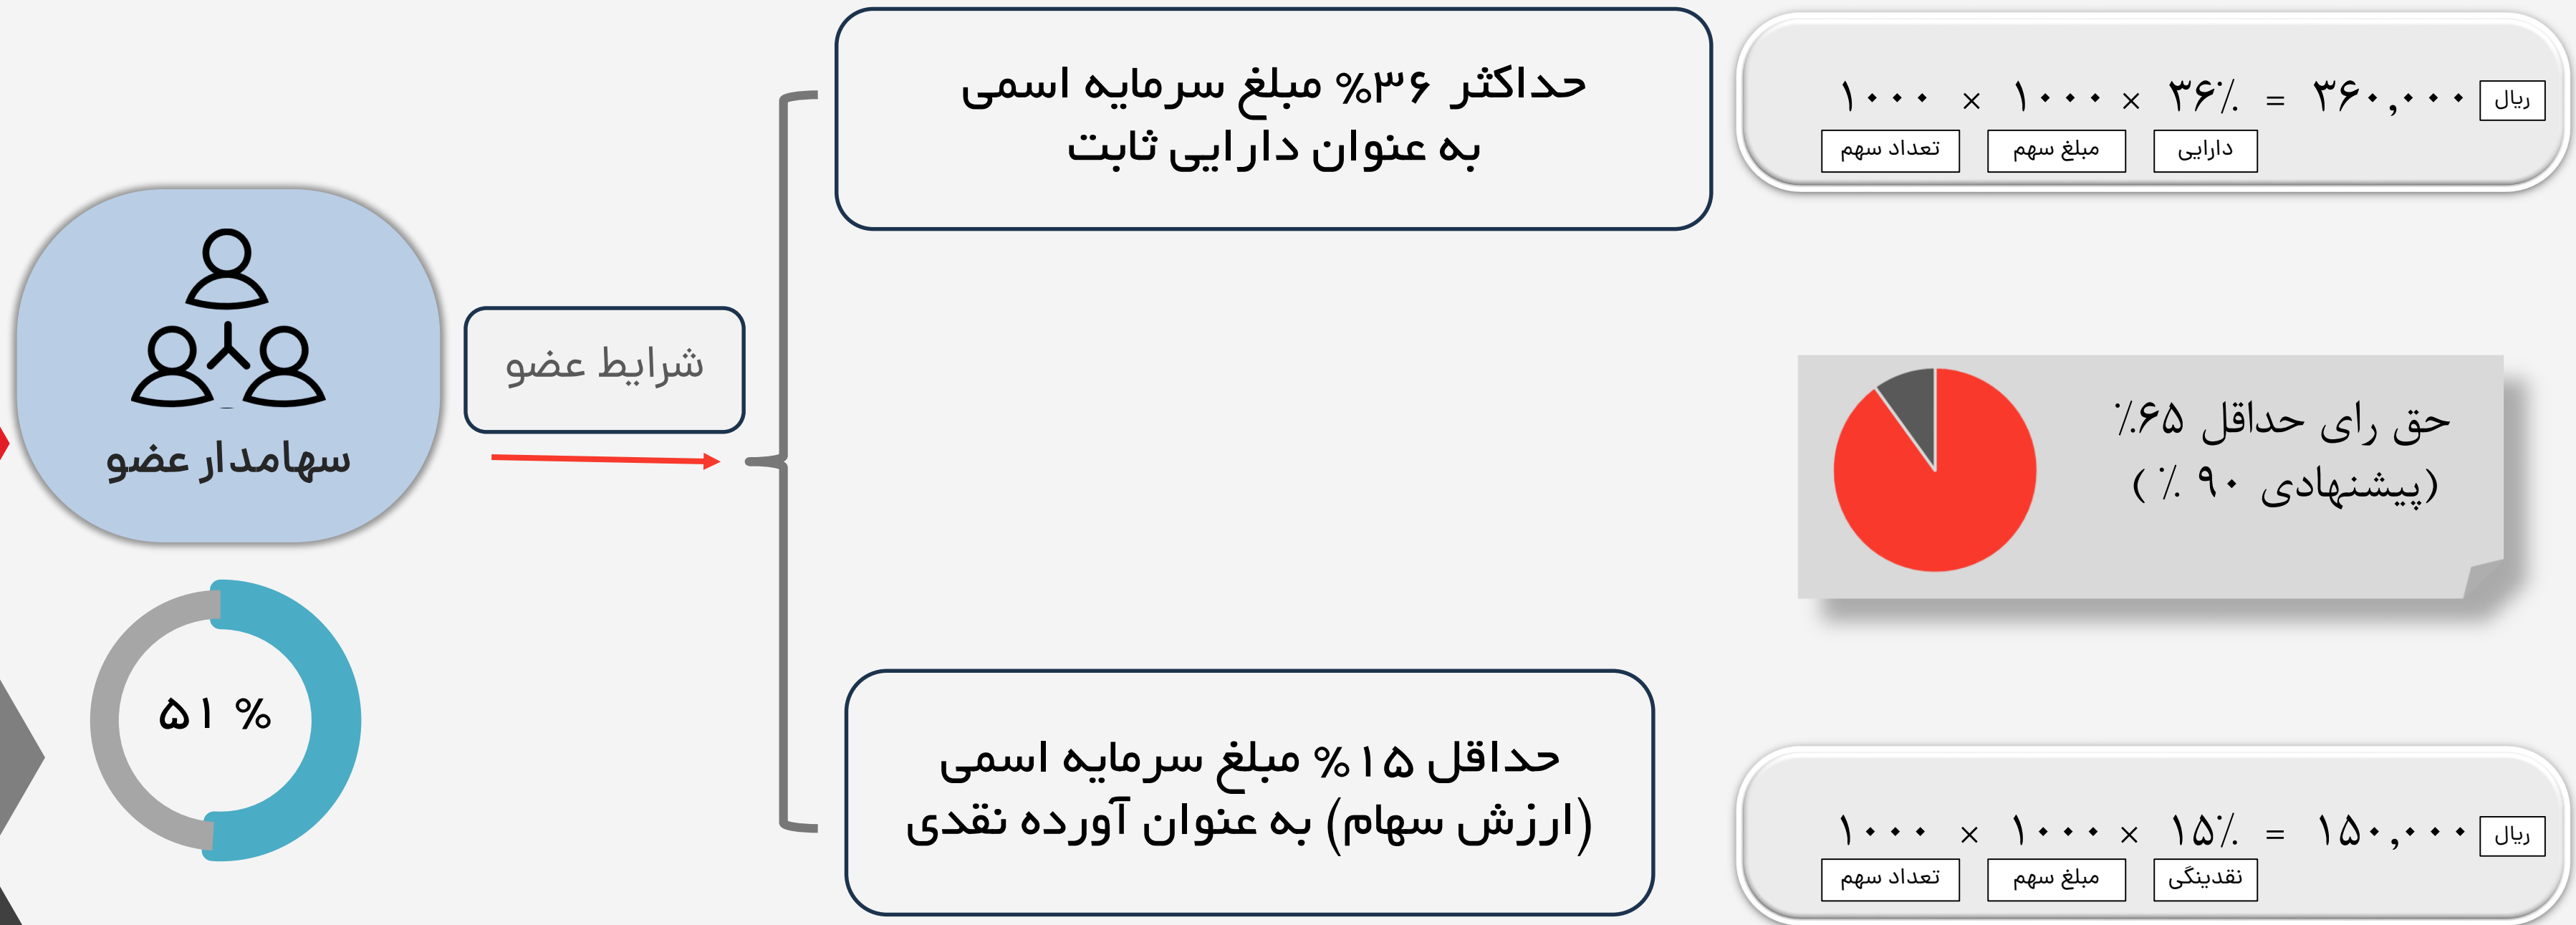 حداکثر ۳۶% مبلغ سرمایه اسمی
به عنوان دارایی ثابت
۱۰۰۰ × ۱۰۰۰ × ۳۶٪ = ۳۶۰,۰۰۰ ریال
تعداد سهم مبلغ سهم دارایی
سهامدار عضو
شرایط عضو
حق رای حداقل ۶۵٪
(پیشنهادی ۹۰ ٪ )
۵۱ %
حداقل ۱۵% مبلغ سرمایه اسمی
(ارزش سهام) به عنوان آورده نقدی
۱۰۰۰ × ۱۰۰۰ × ۱۵٪ = ۱۵۰,۰۰۰ ریال
تعداد سهم مبلغ سهم نقدینگی